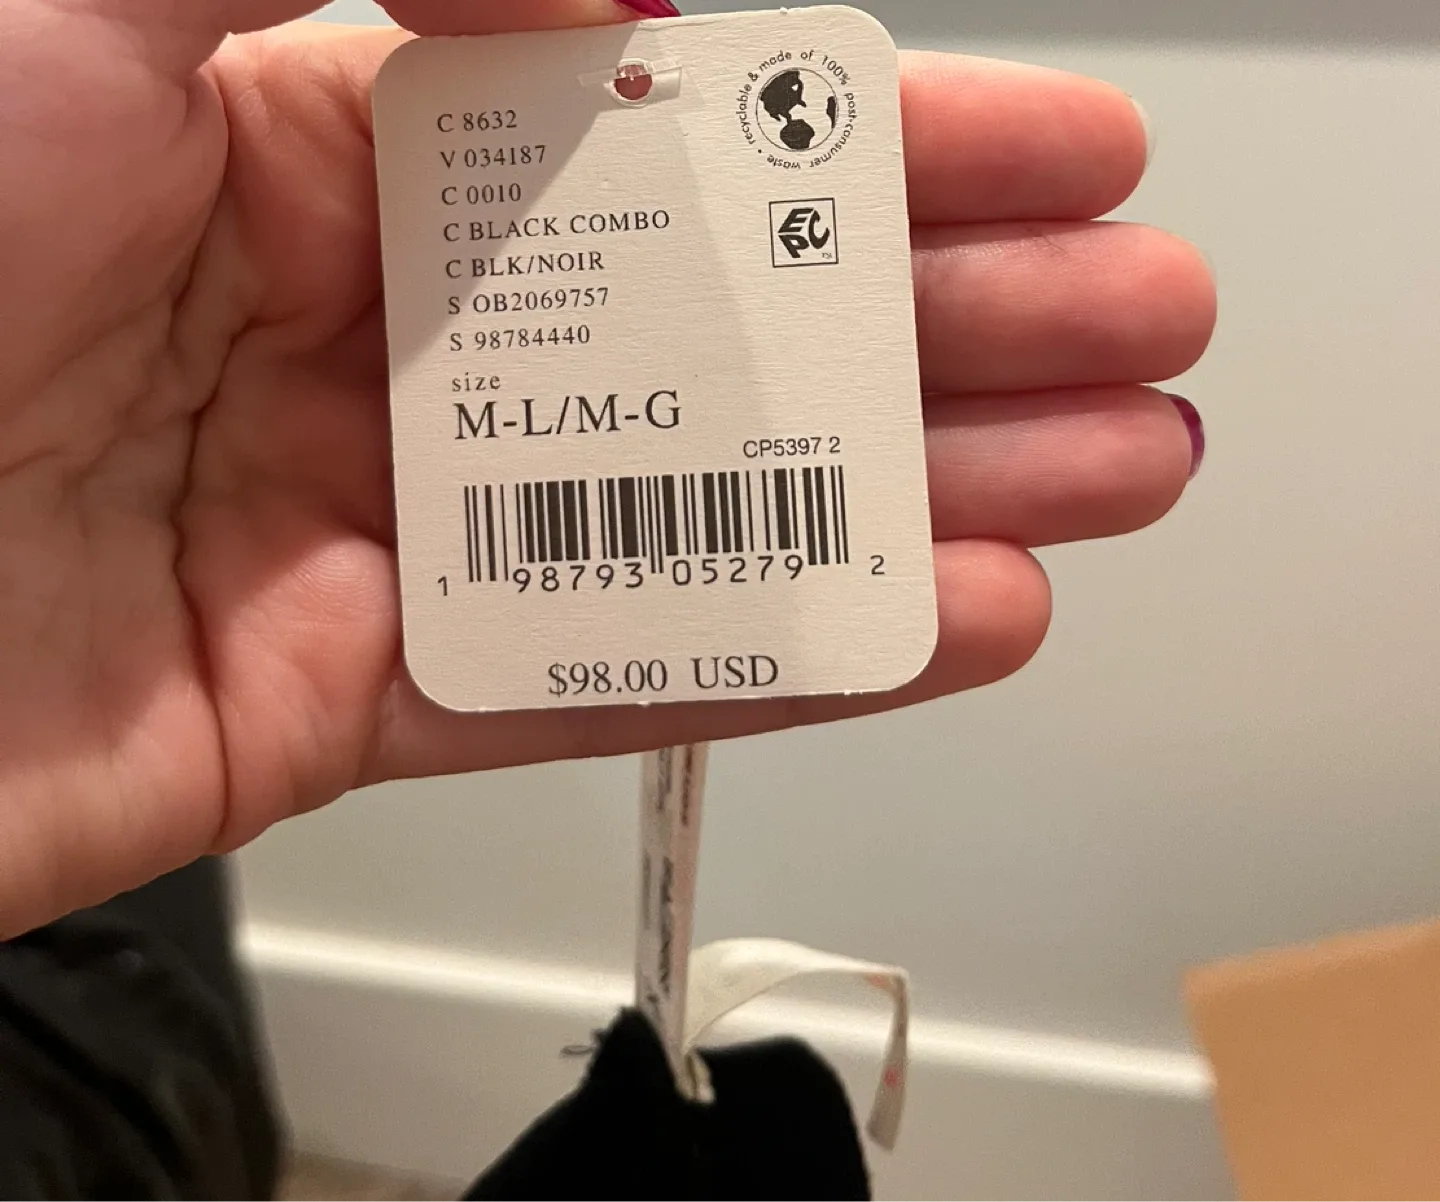 recyclable & made of 100% post-consumer waste •
C 8632
V 034187
C 0010
C BLACK COMBO
C BLK/NOIR
S OB2069757
S 98784440
EPC
size
M-L/M-G
CP5397 2
1 98793 05279 2
$98.00 USD